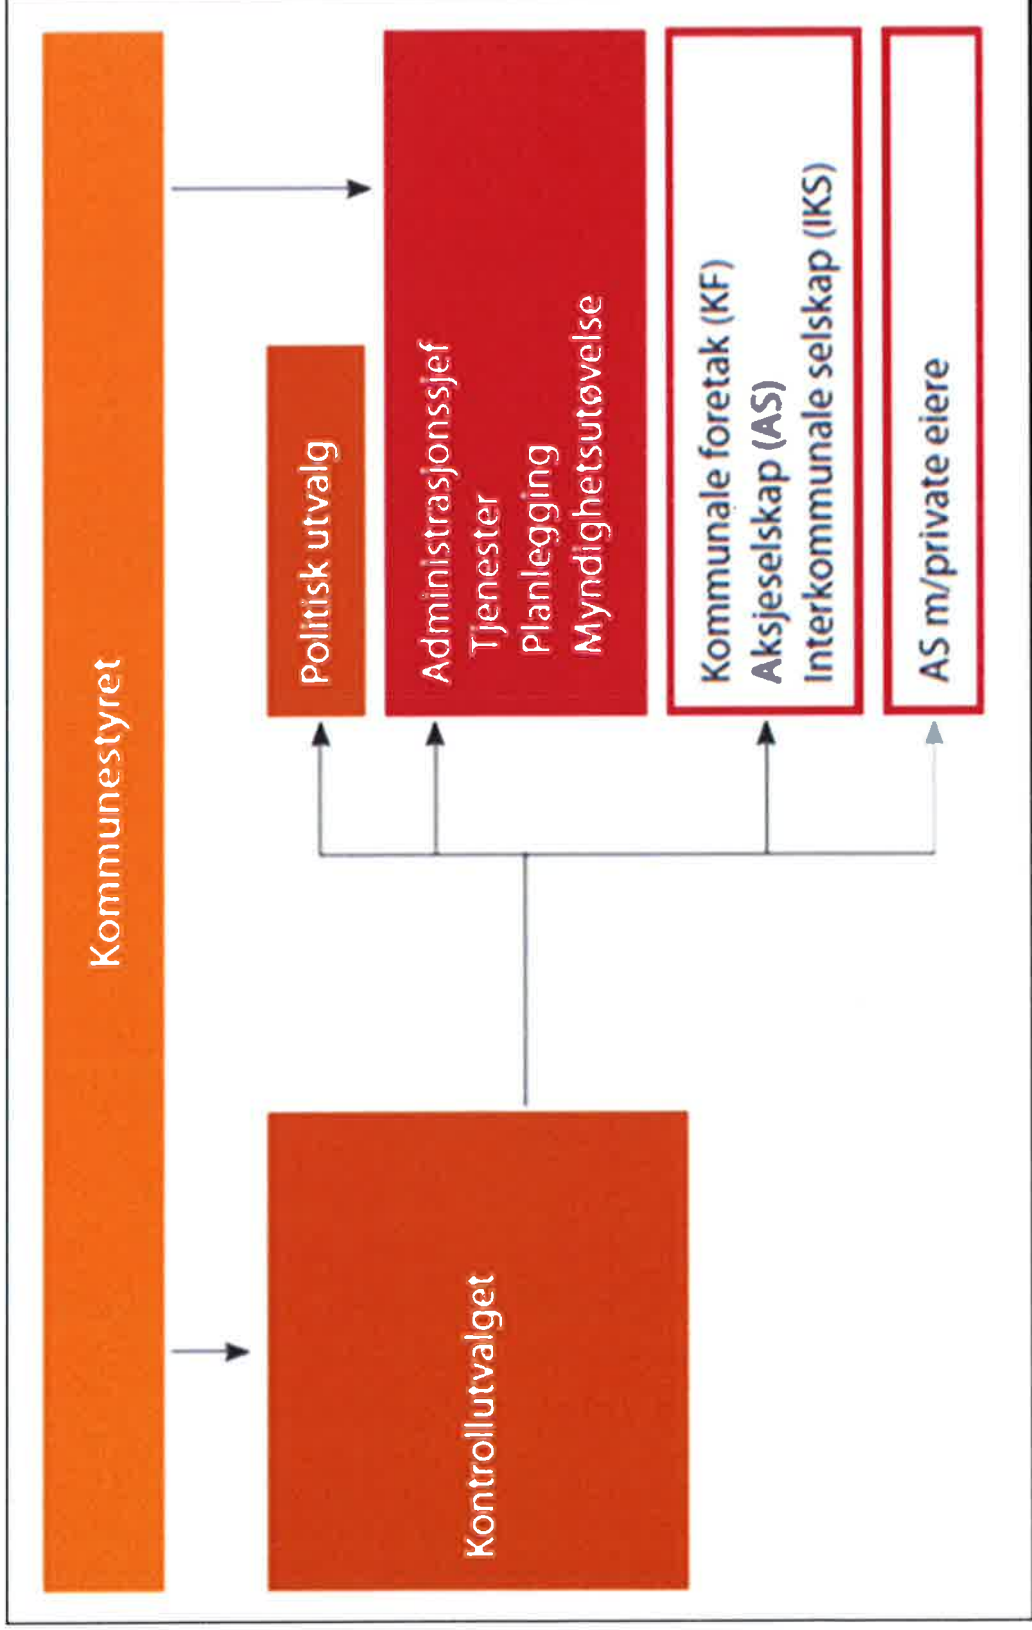 Kommunestyret
Kontrollutvalget
Politisk utvalg
Administrasjonssjef
Tjenester
Planlegging
Myndighetsutøvelse
Kommunale foretak (KF)
Aksjeselskap (AS)
Interkommunale selskap (IKS)
AS m/private eiere